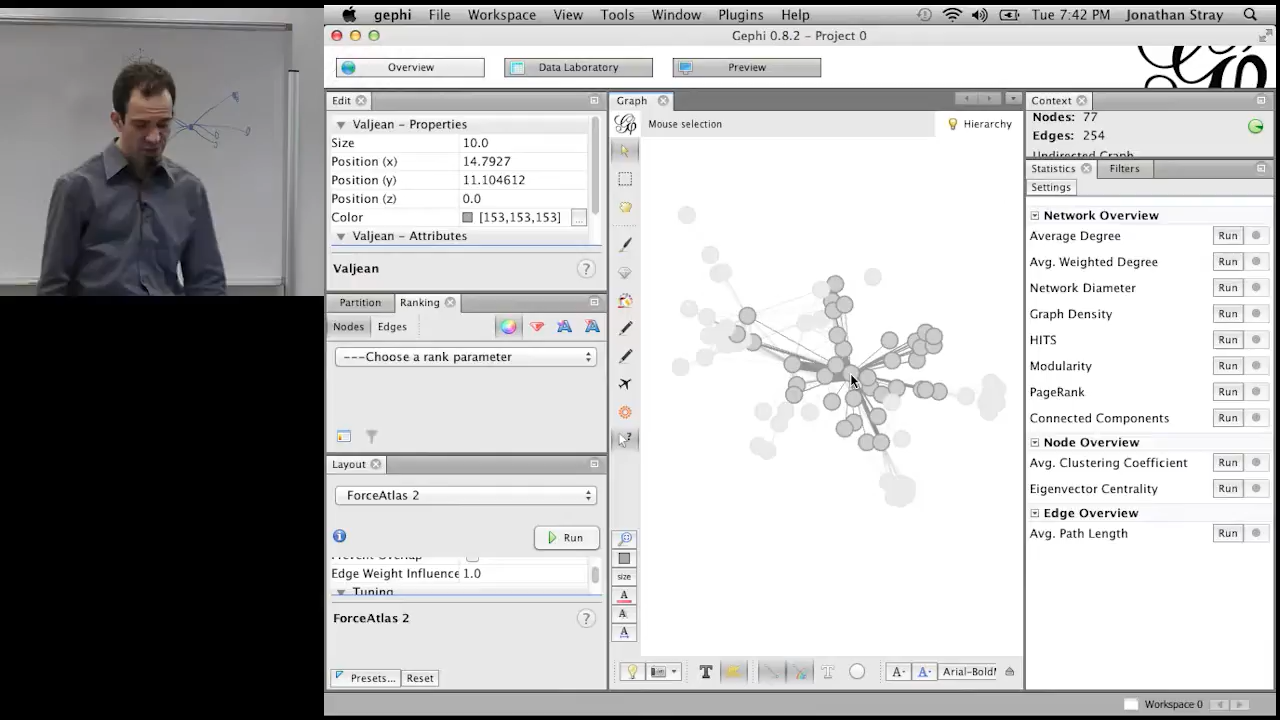 gephi File Workspace View Tools Window Plugins Help Tue 7:42 PM Jonathan Stray
Gephi 0.8.2 - Project 0
Overview Data Laboratory Preview
Edit
Valjean - Properties
Size 10.0
Position (x) 14.7927
Position (y) 11.104612
Position (z) 0.0
Color [153,153,153] ...
Valjean - Attributes
Valjean ?
Partition Ranking
Nodes Edges
---Choose a rank parameter
Layout
ForceAtlas 2
Run
Prevent Overlap
Edge Weight Influence 1.0
Tuning
ForceAtlas 2 ?
Presets... Reset
Graph
Mouse selection Hierarchy
size
A
A
A
T T A- A- Arial-BoldM
Context
Nodes: 77
Edges: 254
Undirected Graph
Statistics Filters
Settings
Network Overview
Average Degree Run
Avg. Weighted Degree Run
Network Diameter Run
Graph Density Run
HITS Run
Modularity Run
PageRank Run
Connected Components Run
Node Overview
Avg. Clustering Coefficient Run
Eigenvector Centrality Run
Edge Overview
Avg. Path Length Run
Workspace 0